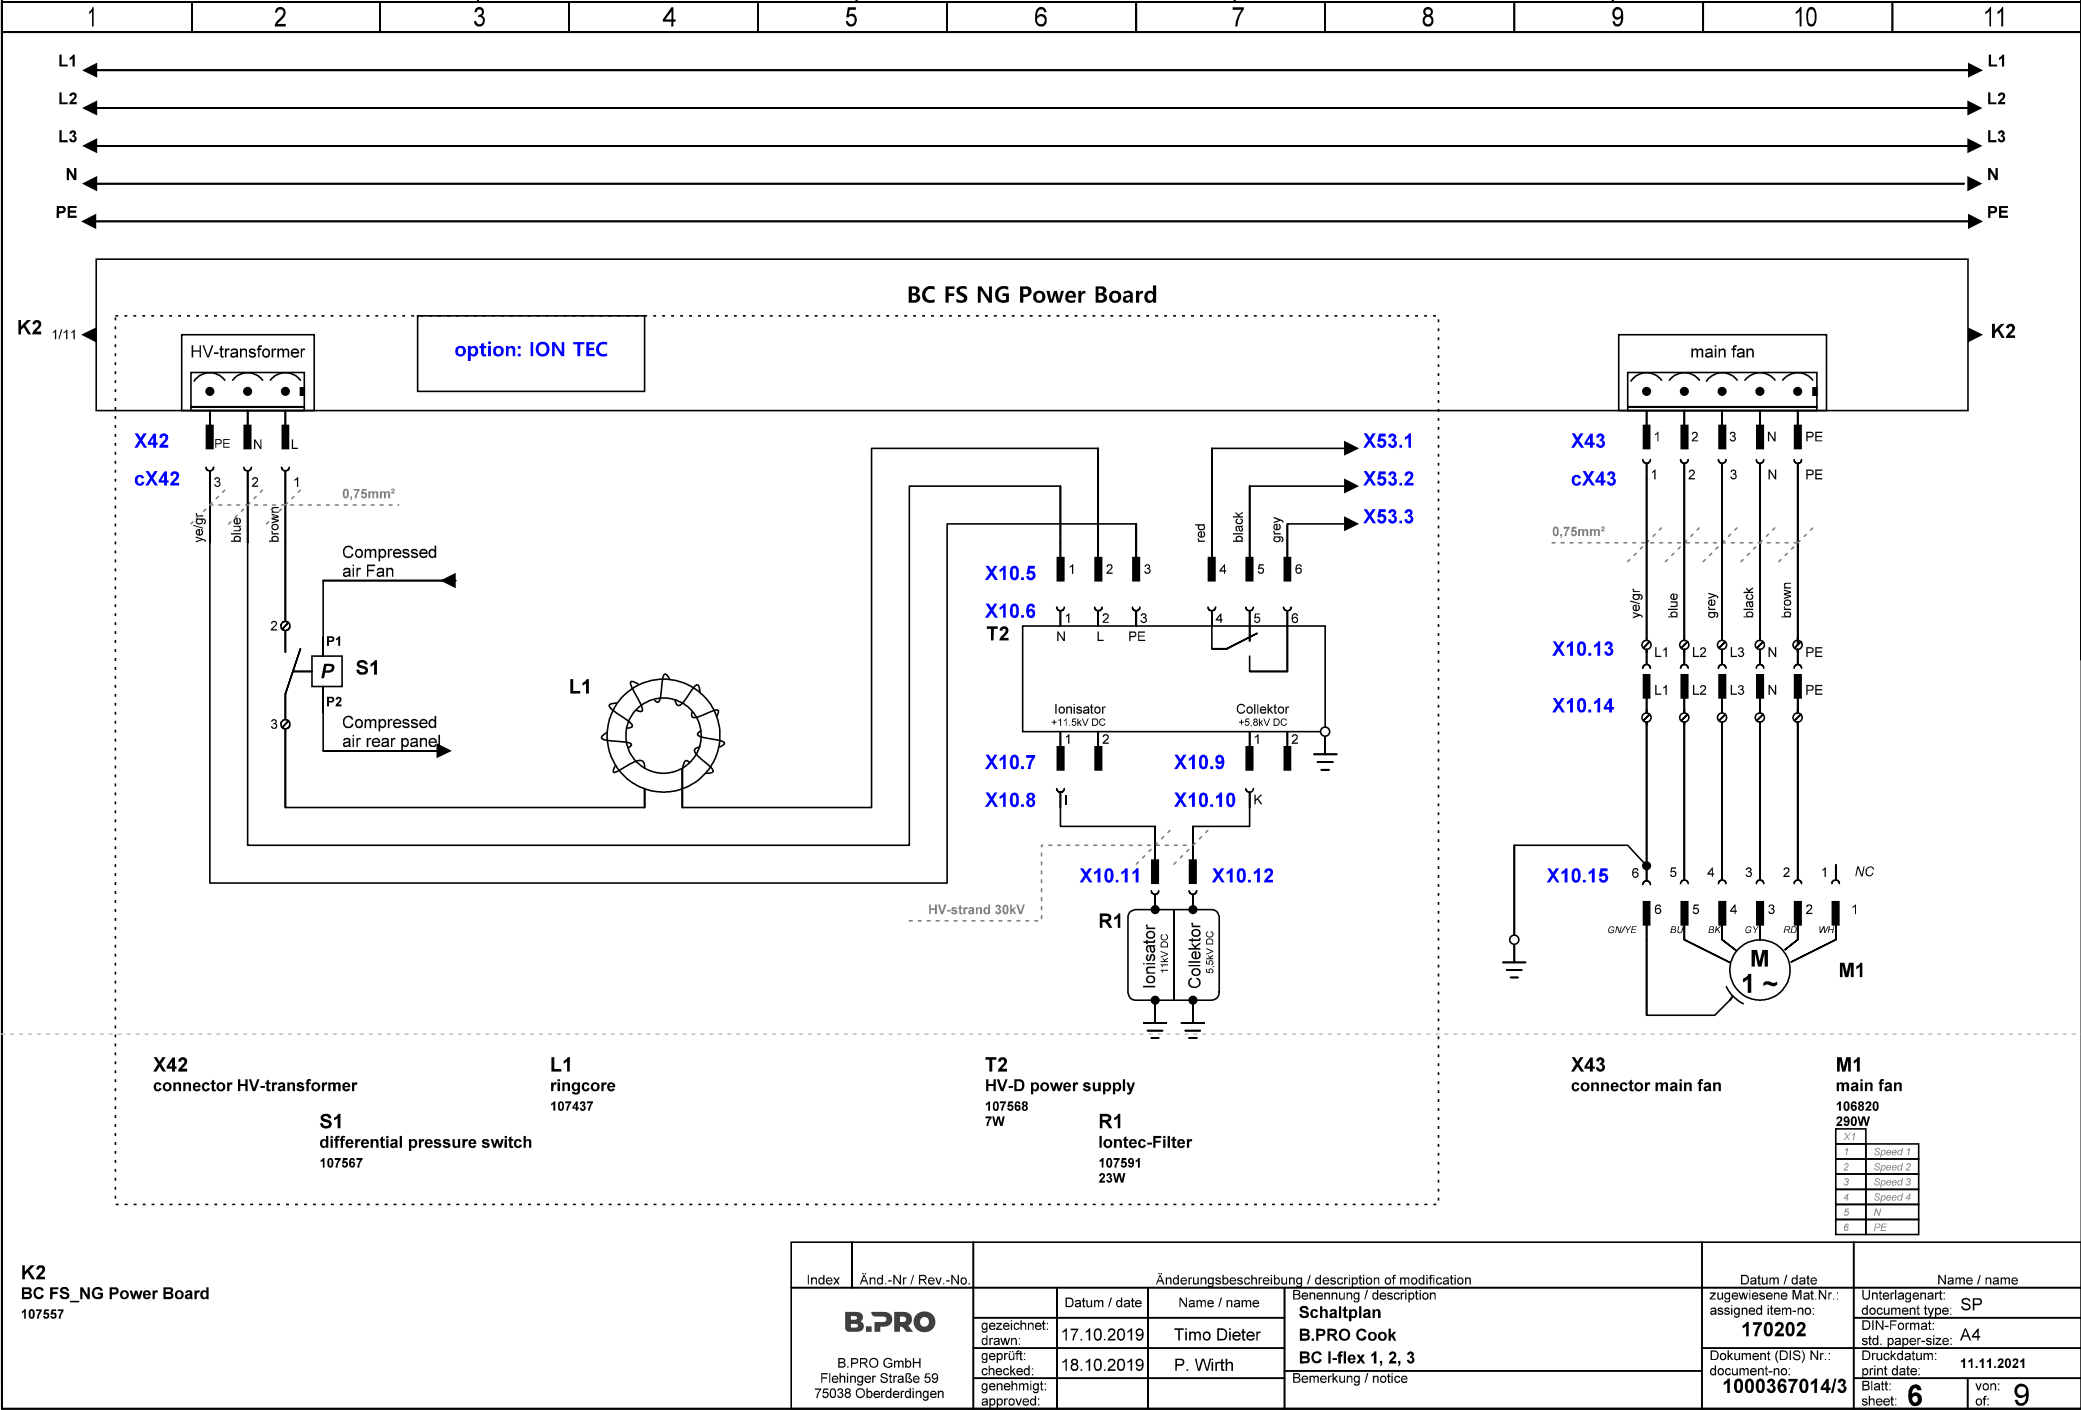 1 2 3 4 5 6 7 8 9 10 11
L1 L1
L2 L2
L3 L3
N N
PE PE
BC FS NG Power Board
K2 1/11 K2
HV-transformer
option: ION TEC
main fan
X42 PE N L
cX42 3 2 1
0,75mm²
ye/gr blue brown
Compressed
air Fan
2
P1
P S1
P2
3
Compressed
air rear panel
L1
X53.1
X53.2
X53.3
red black grey
X10.5 1 2 3 4 5 6
X10.6 1 2 3 4 5 6
T2 N L PE
Ionisator
+11.5kV DC
Collektor
+5,8kV DC
1 2 1 2
X10.7 X10.9
X10.8 I X10.10 K
X10.11 X10.12
HV-strand 30kV
R1
Ionisator
11kV DC
Collektor
5,5kV DC
X43 1 2 3 N PE
cX43 1 2 3 N PE
0,75mm²
ye/gr blue grey black brown
X10.13 L1 L2 L3 N PE
X10.14 L1 L2 L3 N PE
X10.15 6 5 4 3 2 1 NC
6 5 4 3 2 1
GN/YE BU BK GY RD WH
M
1 ~
M1
X42
connector HV-transformer
S1
differential pressure switch
107567
L1
ringcore
107437
T2
HV-D power supply
107568
7W
R1
Iontec-Filter
107591
23W
X43
connector main fan
M1
main fan
106820
290W
X1
1 Speed 1
2 Speed 2
3 Speed 3
4 Speed 4
5 N
6 PE
K2
BC FS_NG Power Board
107557
Index Änd.-Nr / Rev.-No. Änderungsbeschreibung / description of modification Datum / date Name / name
B.PRO
B.PRO GmbH
Flehinger Straße 59
75038 Oberderdingen
Datum / date Name / name
gezeichnet:
drawn: 17.10.2019 Timo Dieter
geprüft:
checked: 18.10.2019 P. Wirth
genehmigt:
approved:
Benennung / description
Schaltplan
B.PRO Cook
BC I-flex 1, 2, 3
Bemerkung / notice
zugewiesene Mat.Nr.:
assigned item-no:
170202
Dokument (DIS) Nr.:
document-no:
1000367014/3
Unterlagenart:
document type: SP
DIN-Format:
std. paper-size: A4
Druckdatum:
print date: 11.11.2021
Blatt:
sheet: 6
von:
of: 9